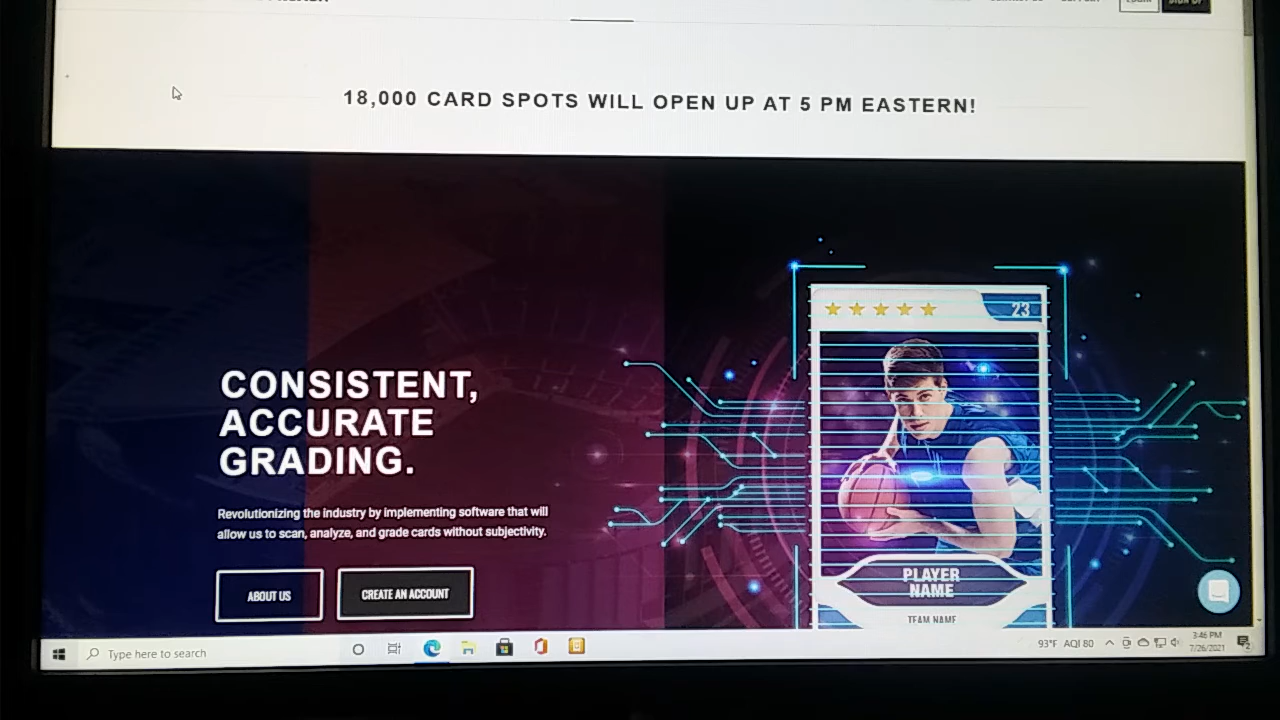 18,000 CARD SPOTS WILL OPEN UP AT 5 PM EASTERN!
23
CONSISTENT,
ACCURATE
GRADING.
Revolutionizing the industry by implementing software that will
allow us to scan, analyze, and grade cards without subjectivity.
ABOUT US
CREATE AN ACCOUNT
PLAYER
NAME
TEAM NAME
Type here to search
93°F AQI 80
3:46 PM
7/26/2021
2